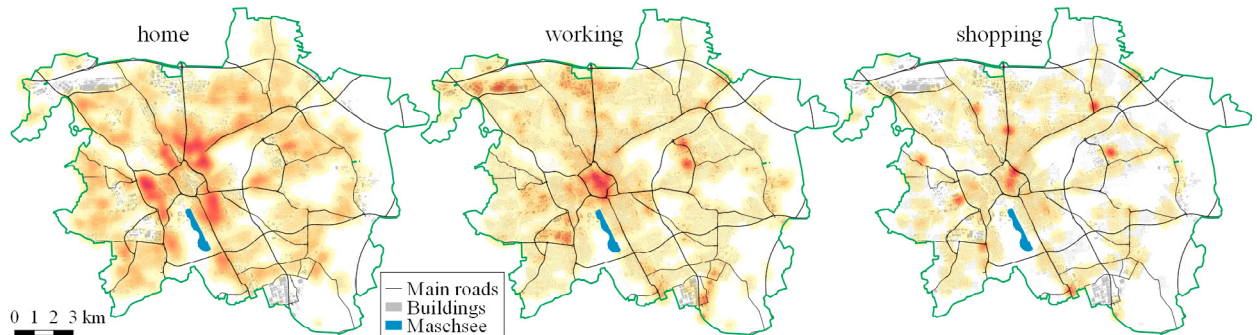 home
working
shopping
Main roads
Buildings
Maschsee
0 1 2 3 km